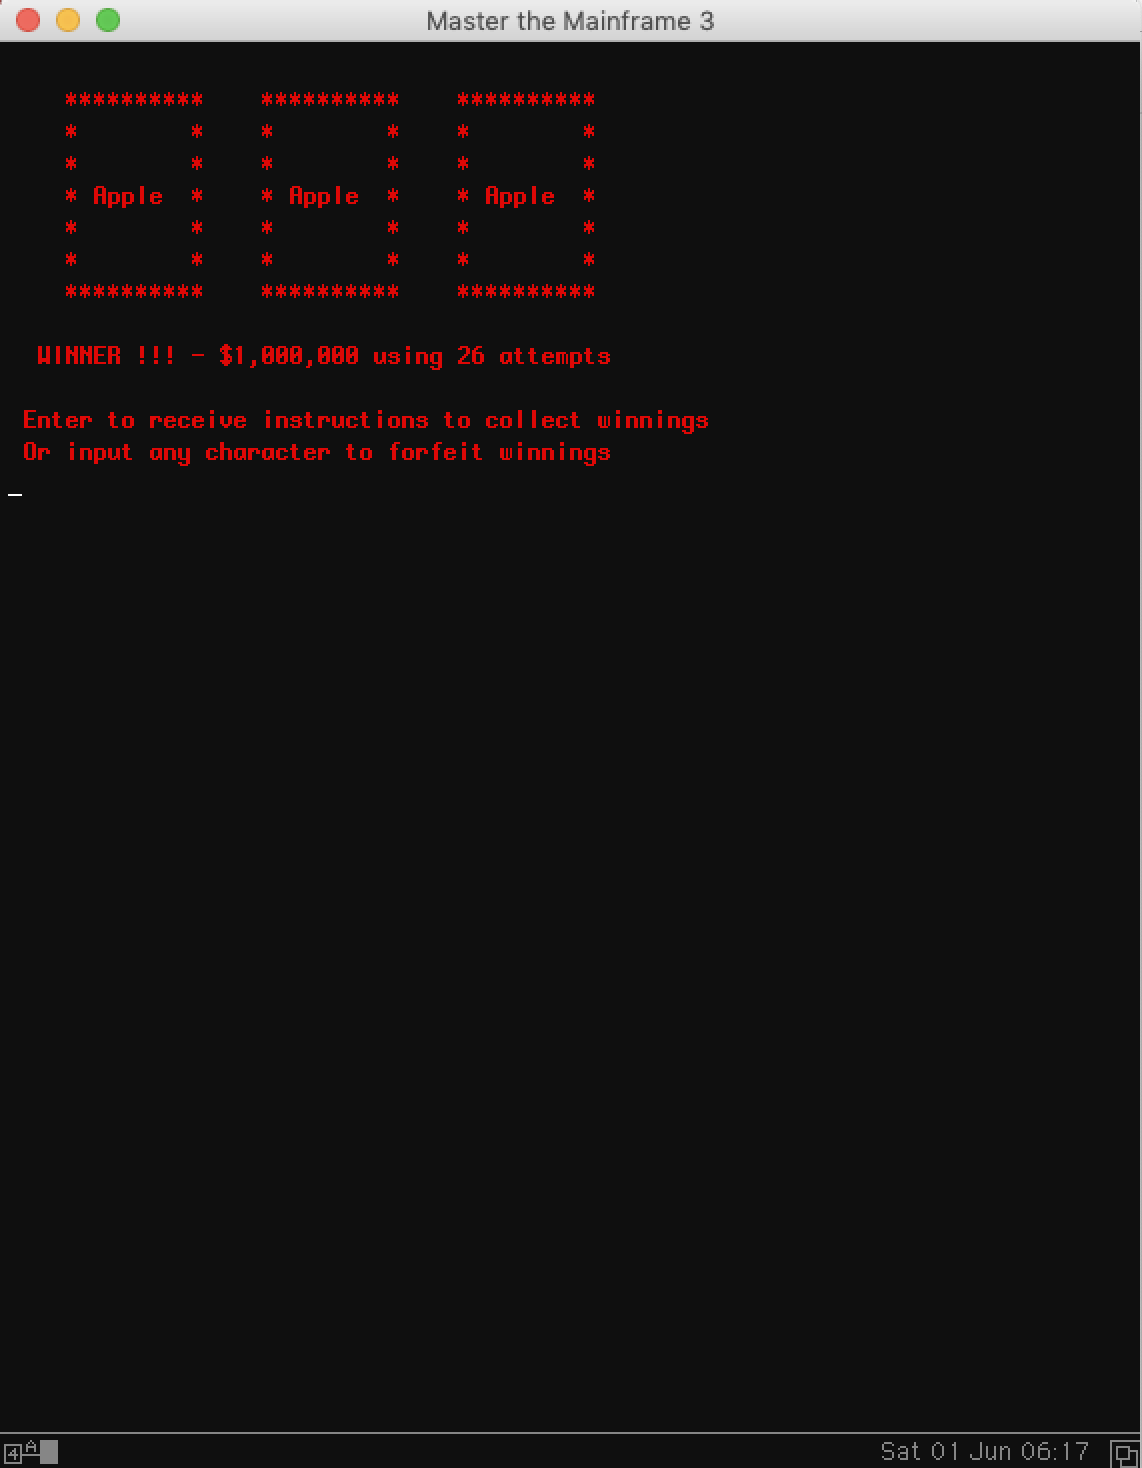 Master the Mainframe 3
**********    **********    **********
*        *    *        *    *        *
*        *    *        *    *        *
* Apple  *    * Apple  *    * Apple  *
*        *    *        *    *        *
*        *    *        *    *        *
**********    **********    **********
WINNER !!! - $1,000,000 using 26 attempts
Enter to receive instructions to collect winnings
Or input any character to forfeit winnings
_
4 A Sat 01 Jun 06:17